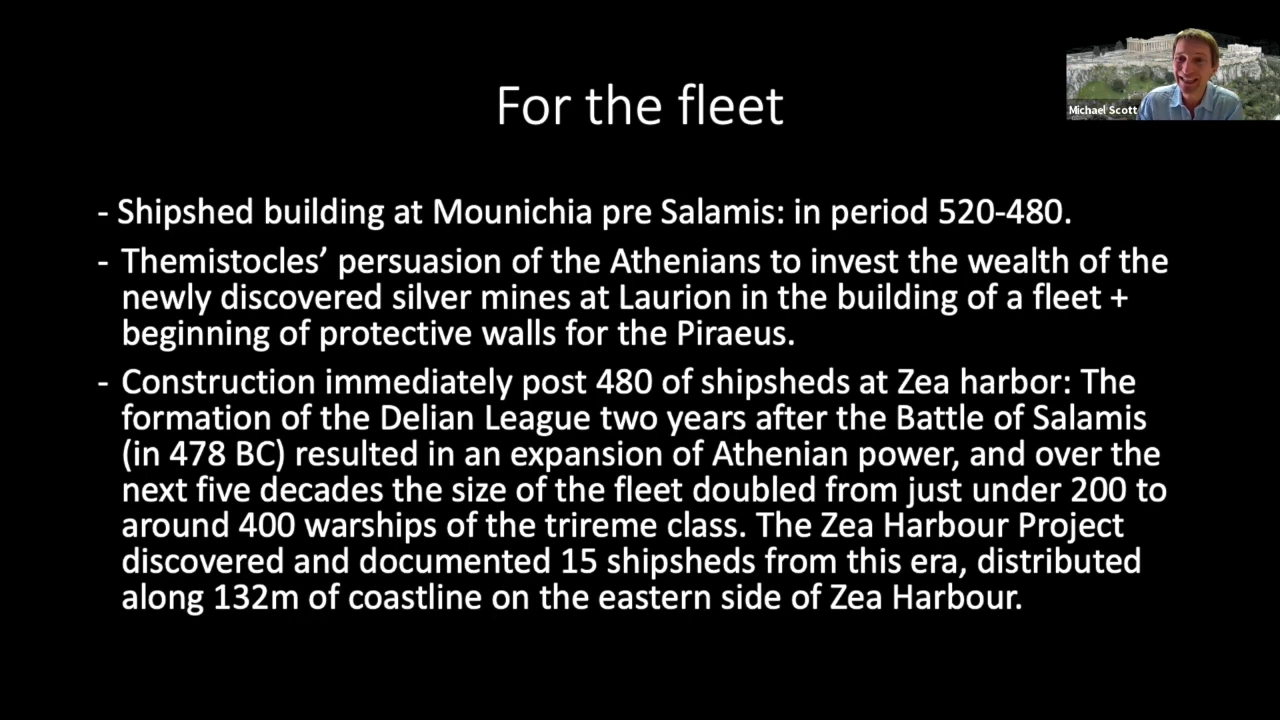 For the fleet
Michael Scott
- Shipshed building at Mounichia pre Salamis: in period 520-480.
- Themistocles’ persuasion of the Athenians to invest the wealth of the
newly discovered silver mines at Laurion in the building of a fleet +
beginning of protective walls for the Piraeus.
- Construction immediately post 480 of shipsheds at Zea harbor: The
formation of the Delian League two years after the Battle of Salamis
(in 478 BC) resulted in an expansion of Athenian power, and over the
next five decades the size of the fleet doubled from just under 200 to
around 400 warships of the trireme class. The Zea Harbour Project
discovered and documented 15 shipsheds from this era, distributed
along 132m of coastline on the eastern side of Zea Harbour.